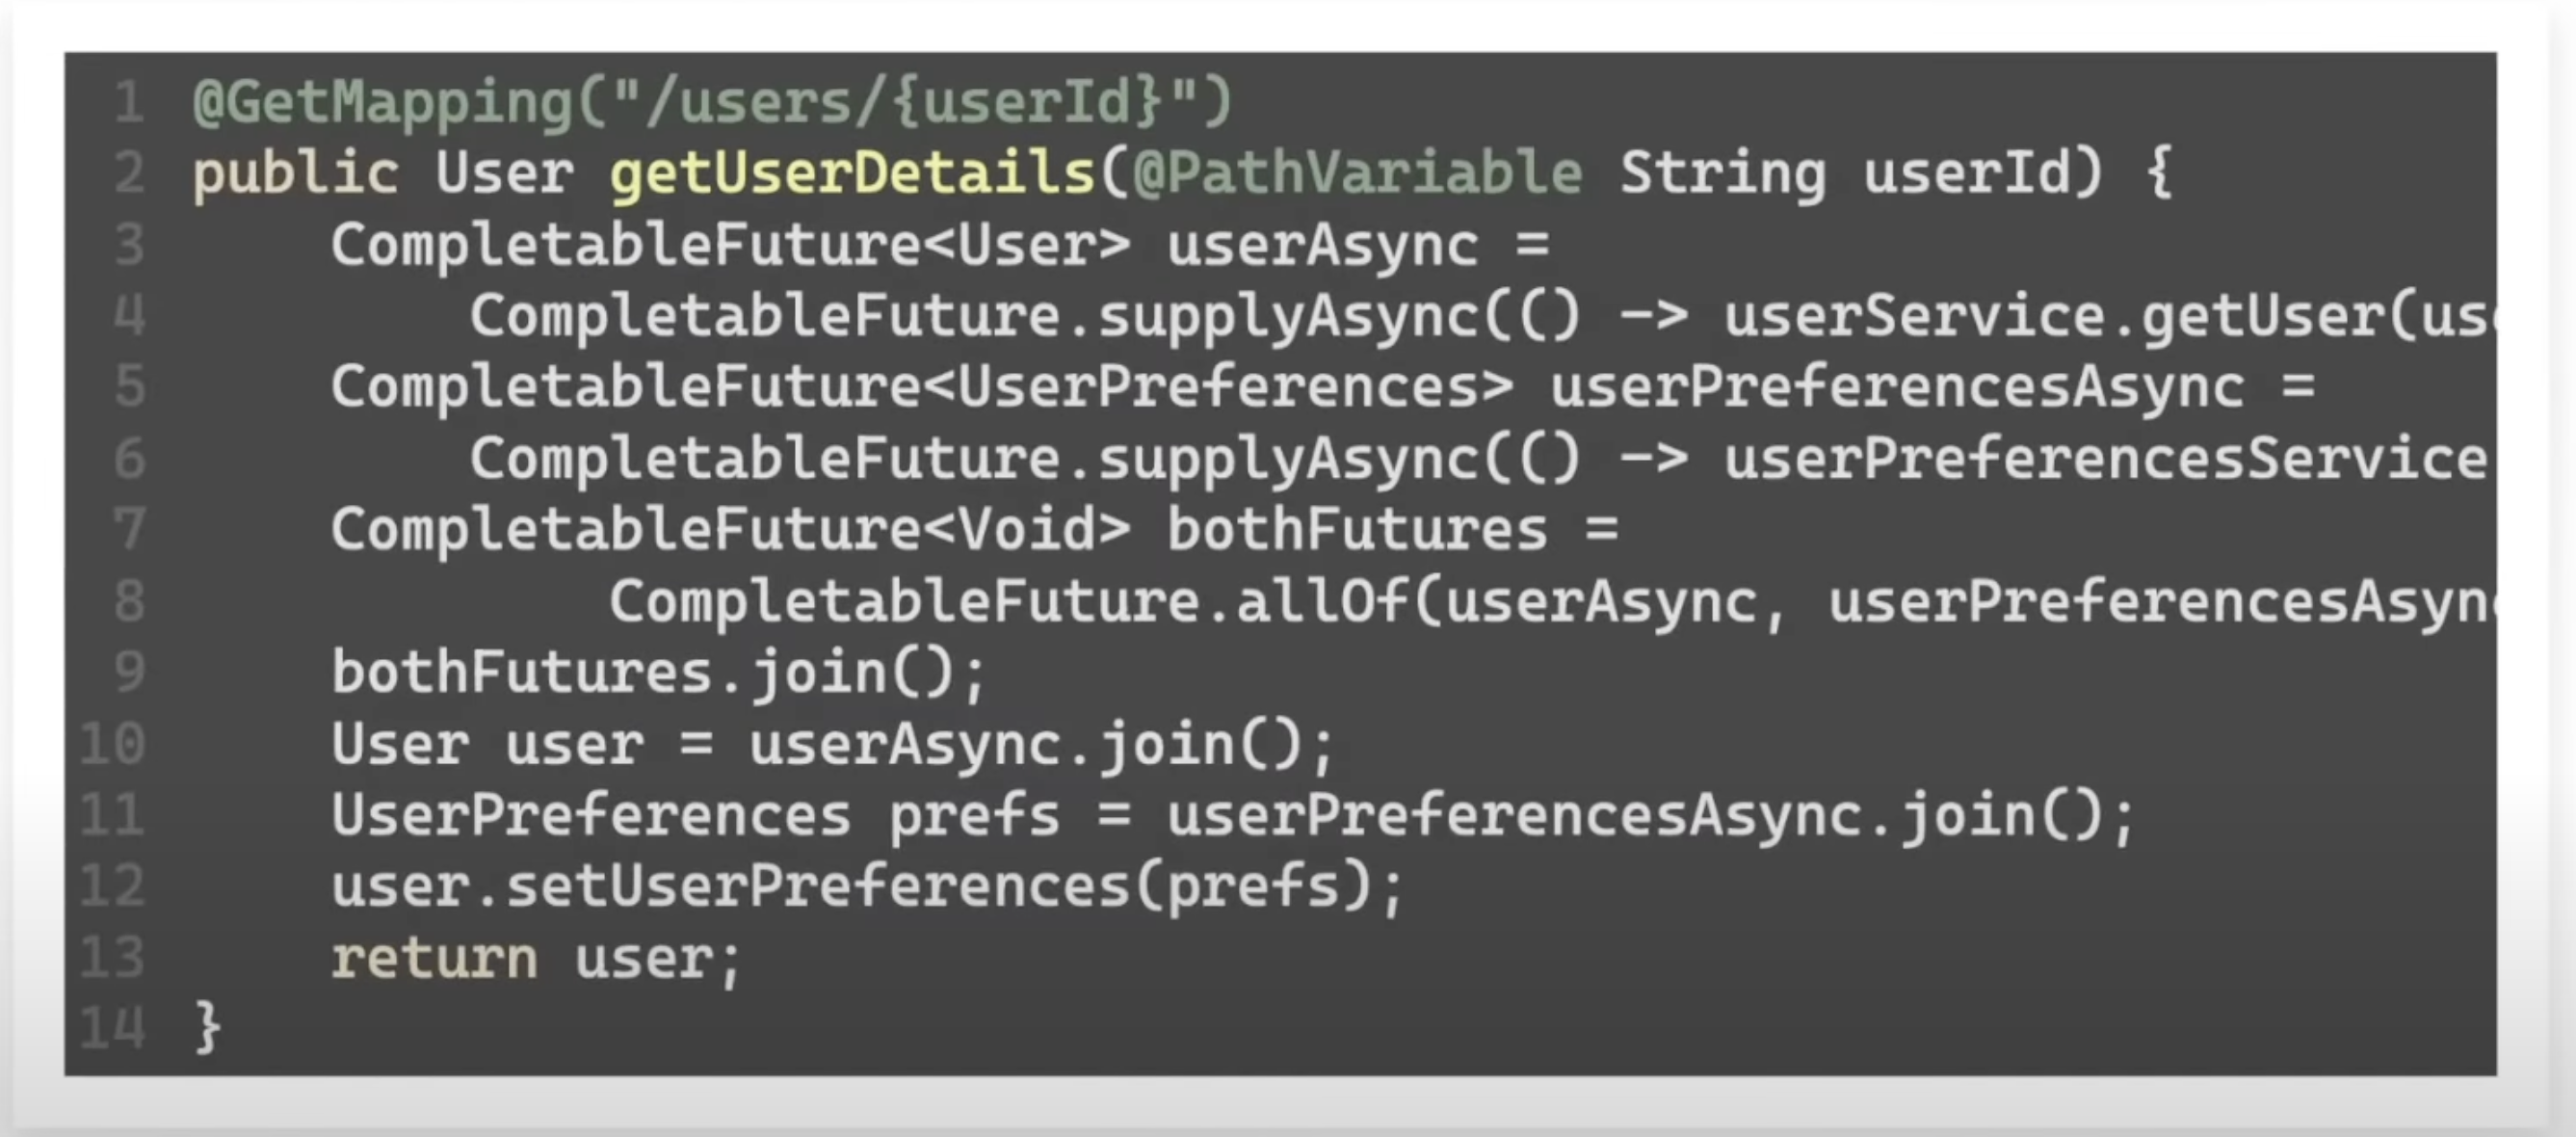 1 @GetMapping("/users/{userId}")
2 public User getUserDetails(@PathVariable String userId) {
3 CompletableFuture<User> userAsync =
4 CompletableFuture.supplyAsync(() -> userService.getUser(us
5 CompletableFuture<UserPreferences> userPreferencesAsync =
6 CompletableFuture.supplyAsync(() -> userPreferencesService
7 CompletableFuture<Void> bothFutures =
8 CompletableFuture.allOf(userAsync, userPreferencesAsyn
9 bothFutures.join();
10 User user = userAsync.join();
11 UserPreferences prefs = userPreferencesAsync.join();
12 user.setUserPreferences(prefs);
13 return user;
14 }